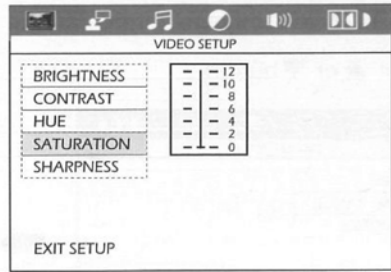 VIDEO SETUP
BRIGHTNESS
CONTRAST
HUE
SATURATION
SHARPNESS
12
10
8
6
4
2
0
EXIT SETUP